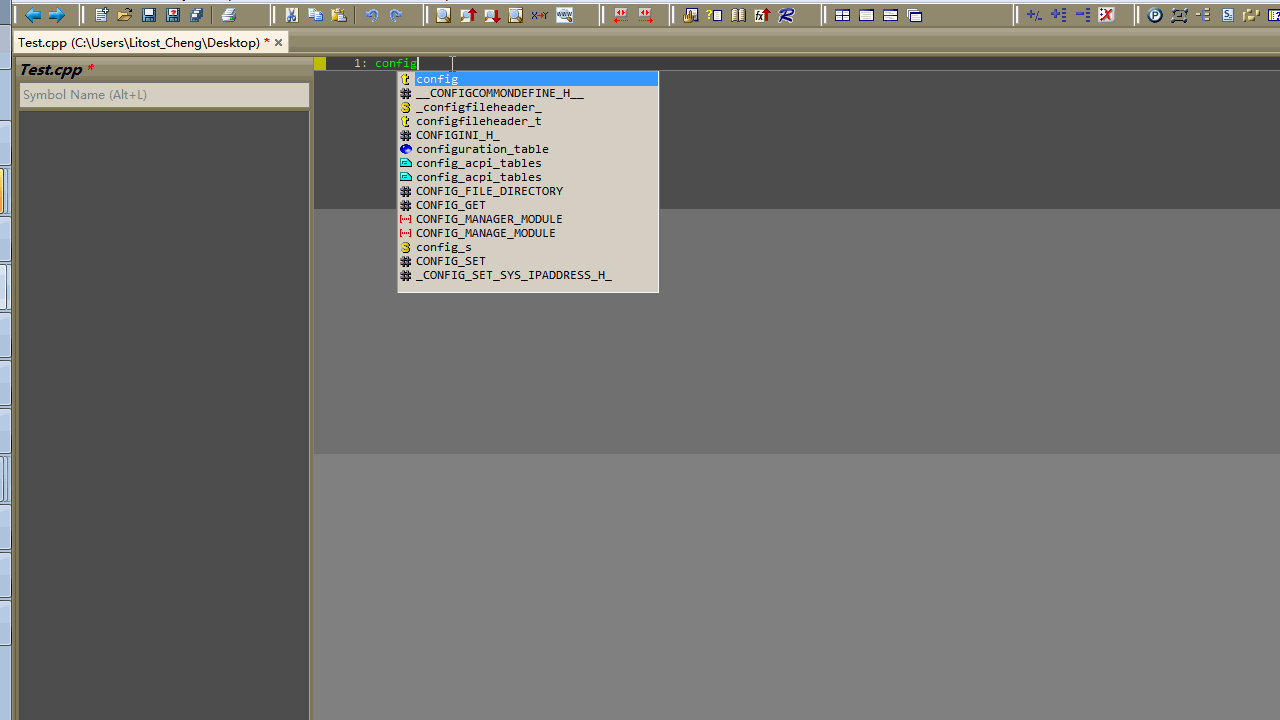 Test.cpp (C:\Users\Litost_Cheng\Desktop) *
Test.cpp *
Symbol Name (Alt+L)
1: config
config
__CONFIGCOMMONDEFINE_H__
_configfileheader_
configfileheader_t
CONFIGINI_H_
configuration_table
config_acpi_tables
config_acpi_tables
CONFIG_FILE_DIRECTORY
CONFIG_GET
CONFIG_MANAGER_MODULE
CONFIG_MANAGE_MODULE
config_s
CONFIG_SET
_CONFIG_SET_SYS_IPADDRESS_H_